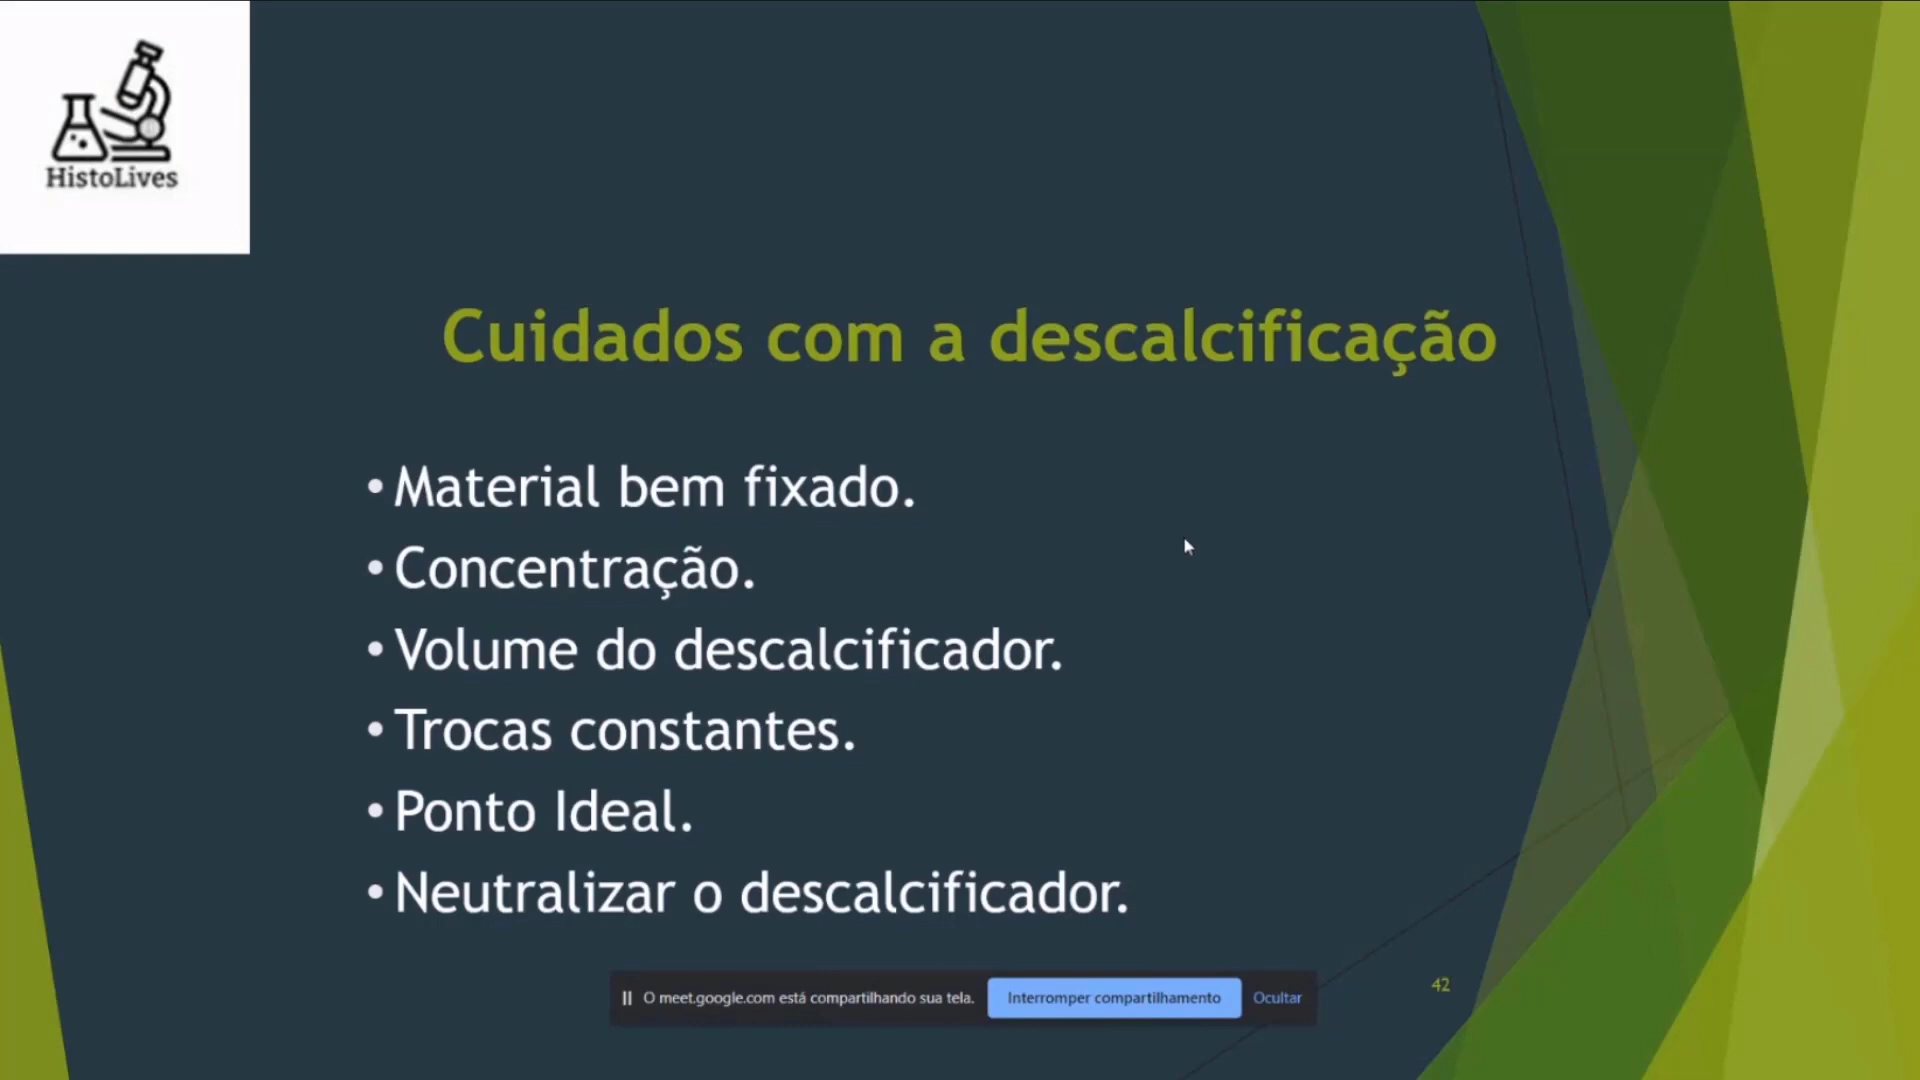 HistoLives
Cuidados com a descalcificação
• Material bem fixado.
• Concentração.
• Volume do descalcificador.
• Trocas constantes.
• Ponto Ideal.
• Neutralizar o descalcificador.
O meet.google.com está compartilhando sua tela. Interromper compartilhamento Ocultar
42